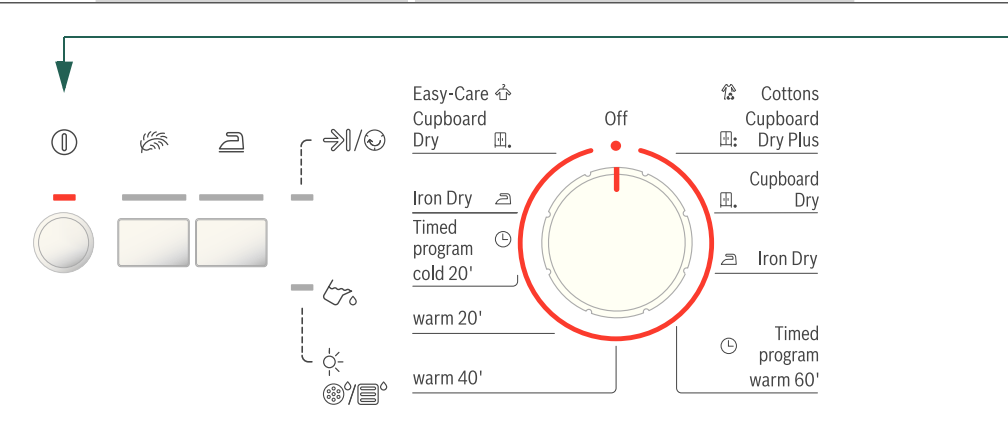 Easy-Care
Cupboard
Dry
Iron Dry
Timed
program
cold 20'
warm 20'
warm 40'
Off
Cottons
Cupboard
Dry Plus
Cupboard
Dry
Iron Dry
Timed
program
warm 60'